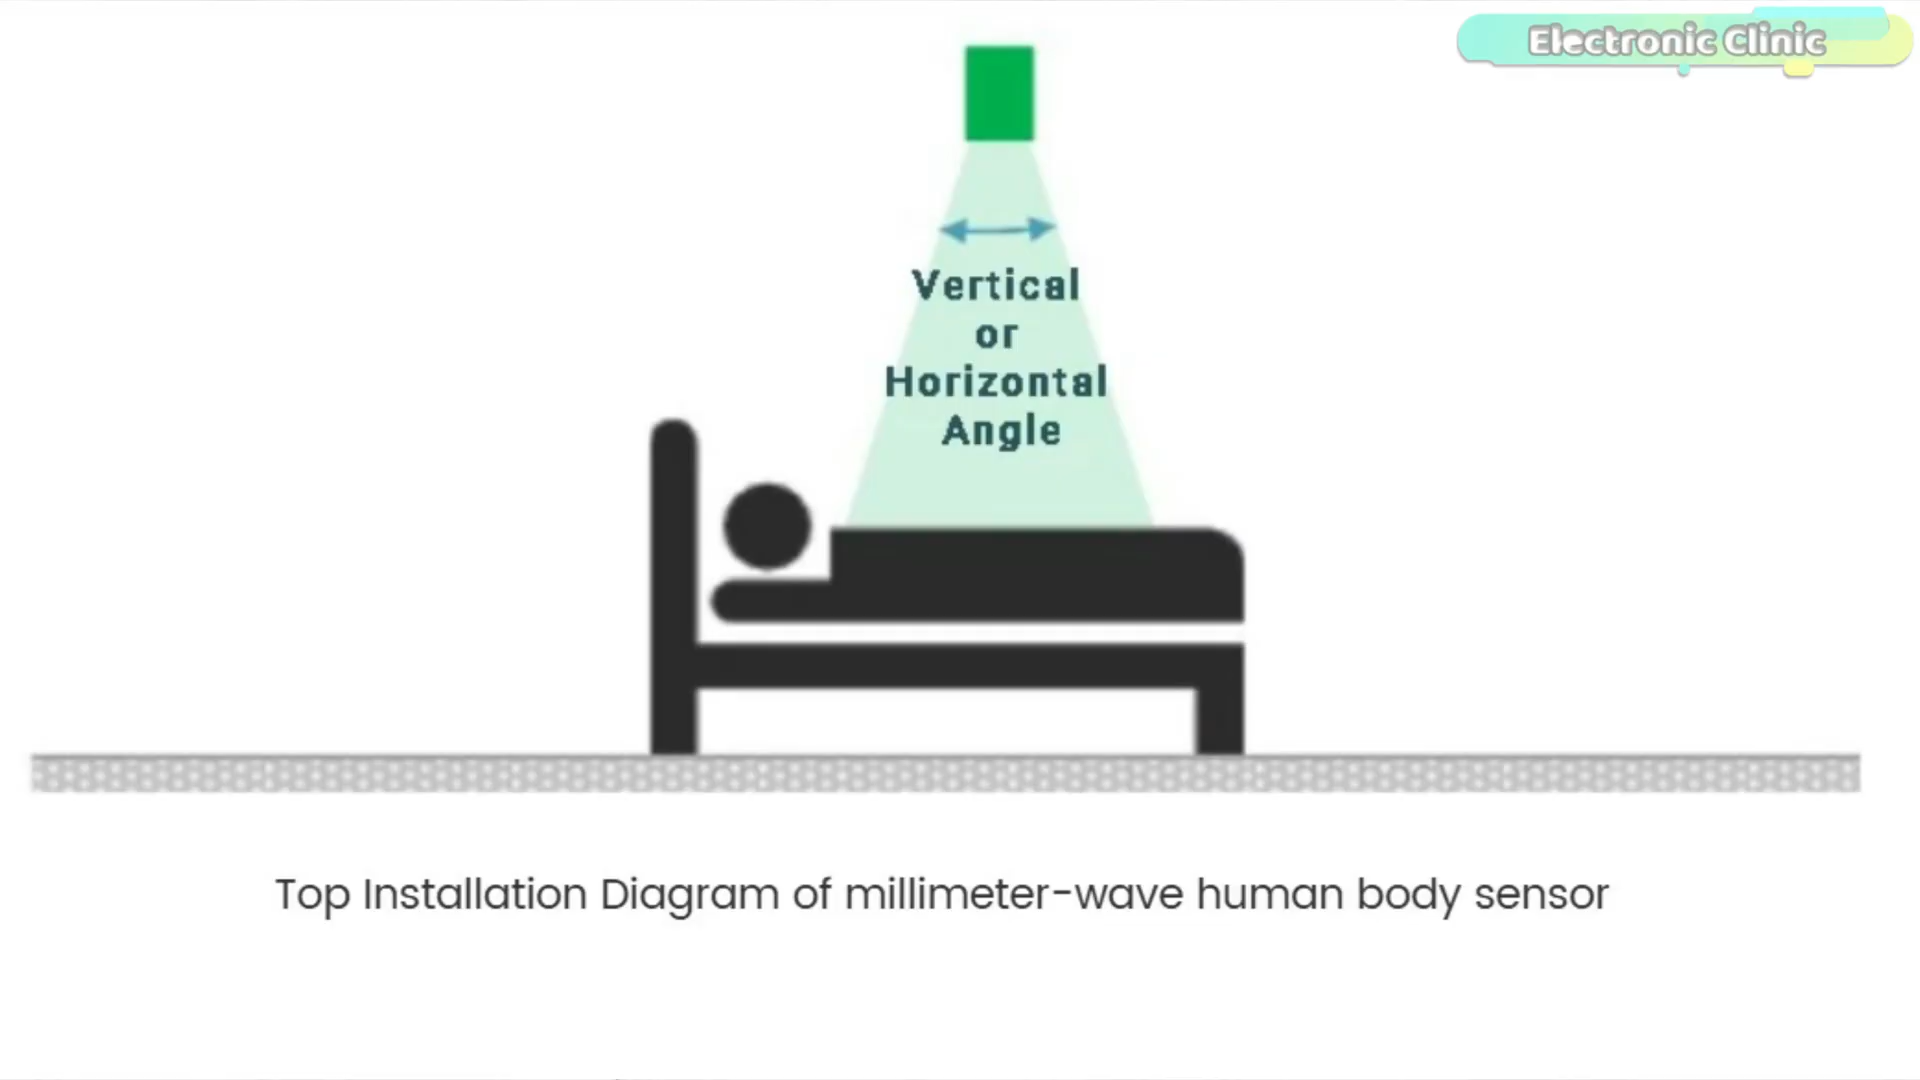 Electronic Clinic
Vertical
or
Horizontal
Angle
Top Installation Diagram of millimeter-wave human body sensor